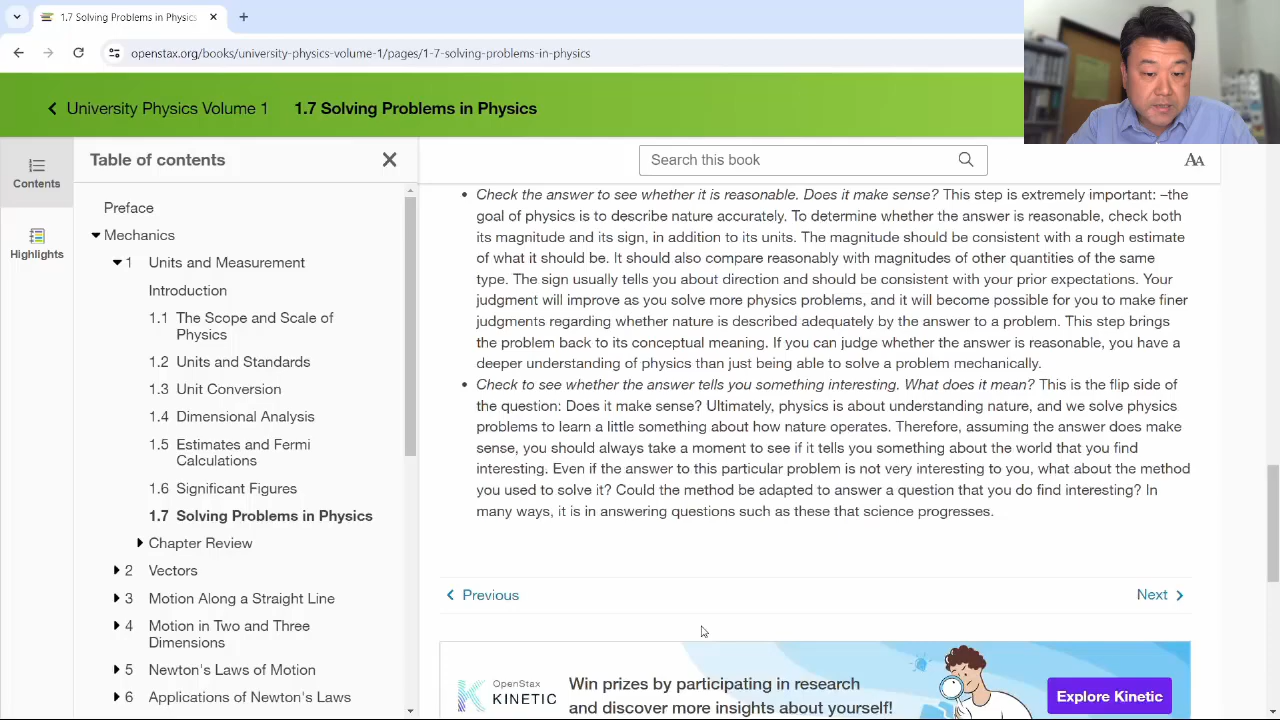 1.7 Solving Problems in Physics
openstax.org/books/university-physics-volume-1/pages/1-7-solving-problems-in-physics
University Physics Volume 1 1.7 Solving Problems in Physics
Contents
Highlights
Table of contents
Preface
Mechanics
1 Units and Measurement
Introduction
1.1 The Scope and Scale of
Physics
1.2 Units and Standards
1.3 Unit Conversion
1.4 Dimensional Analysis
1.5 Estimates and Fermi
Calculations
1.6 Significant Figures
1.7 Solving Problems in Physics
Chapter Review
2 Vectors
3 Motion Along a Straight Line
4 Motion in Two and Three
Dimensions
5 Newton's Laws of Motion
6 Applications of Newton's Laws
Search this book
AA
• Check the answer to see whether it is reasonable. Does it make sense? This step is extremely important: –the
goal of physics is to describe nature accurately. To determine whether the answer is reasonable, check both
its magnitude and its sign, in addition to its units. The magnitude should be consistent with a rough estimate
of what it should be. It should also compare reasonably with magnitudes of other quantities of the same
type. The sign usually tells you about direction and should be consistent with your prior expectations. Your
judgment will improve as you solve more physics problems, and it will become possible for you to make finer
judgments regarding whether nature is described adequately by the answer to a problem. This step brings
the problem back to its conceptual meaning. If you can judge whether the answer is reasonable, you have a
deeper understanding of physics than just being able to solve a problem mechanically.
• Check to see whether the answer tells you something interesting. What does it mean? This is the flip side of
the question: Does it make sense? Ultimately, physics is about understanding nature, and we solve physics
problems to learn a little something about how nature operates. Therefore, assuming the answer does make
sense, you should always take a moment to see if it tells you something about the world that you find
interesting. Even if the answer to this particular problem is not very interesting to you, what about the method
you used to solve it? Could the method be adapted to answer a question that you do find interesting? In
many ways, it is in answering questions such as these that science progresses.
Previous
Next
OpenStax
KINETIC
Win prizes by participating in research
and discover more insights about yourself!
Explore Kinetic